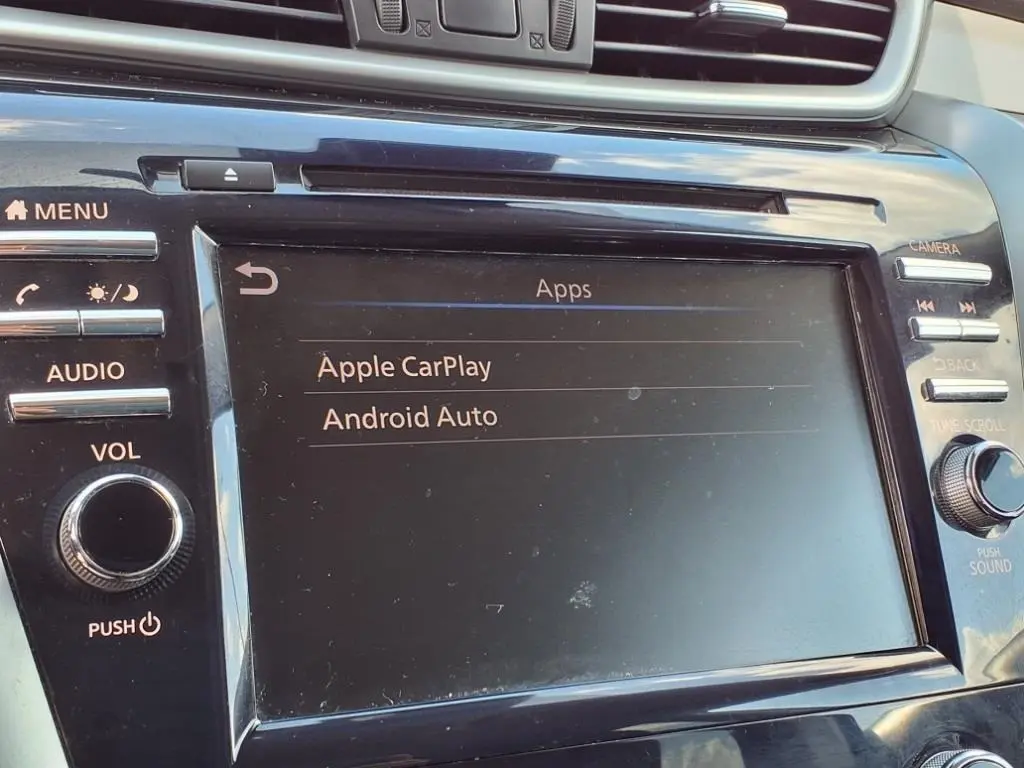 MENU
AUDIO
VOL
PUSH
Apps
Apple CarPlay
Android Auto
CAMERA
BACK
TUNE·SCROLL
PUSH
SOUND